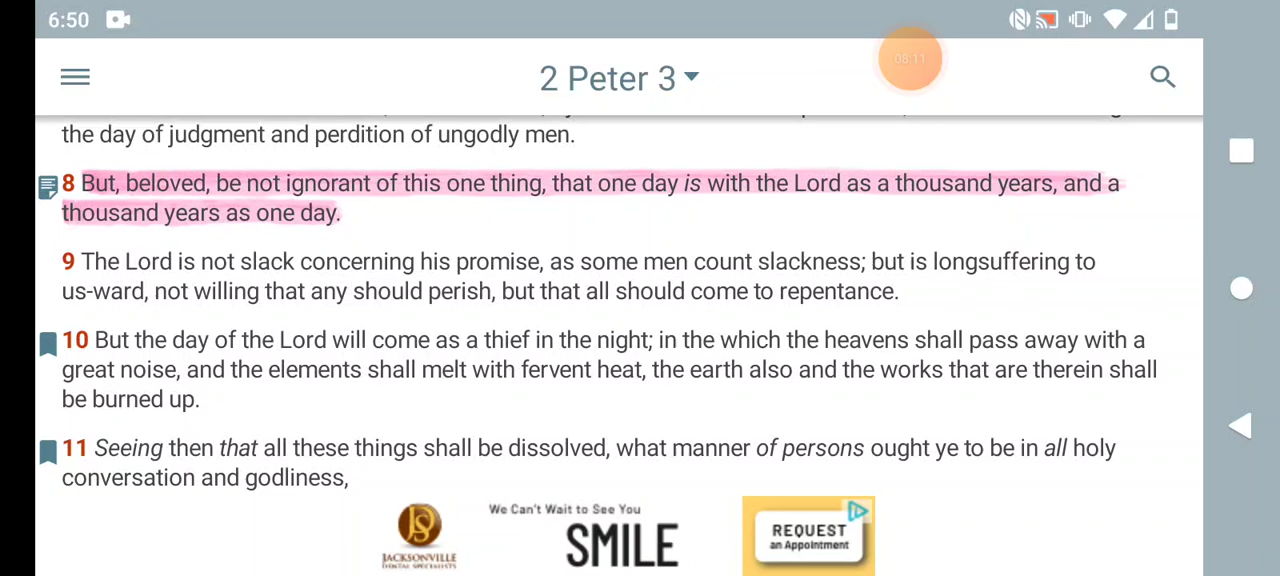 6:50
08:11
2 Peter 3
the day of judgment and perdition of ungodly men.
8 But, beloved, be not ignorant of this one thing, that one day is with the Lord as a thousand years, and a
thousand years as one day.
9 The Lord is not slack concerning his promise, as some men count slackness; but is longsuffering to
us-ward, not willing that any should perish, but that all should come to repentance.
10 But the day of the Lord will come as a thief in the night; in the which the heavens shall pass away with a
great noise, and the elements shall melt with fervent heat, the earth also and the works that are therein shall
be burned up.
11 Seeing then that all these things shall be dissolved, what manner of persons ought ye to be in all holy
conversation and godliness,
We Can't Wait to See You
SMILE
JACKSONVILLE
DENTAL SPECIALISTS
REQUEST
an Appointment